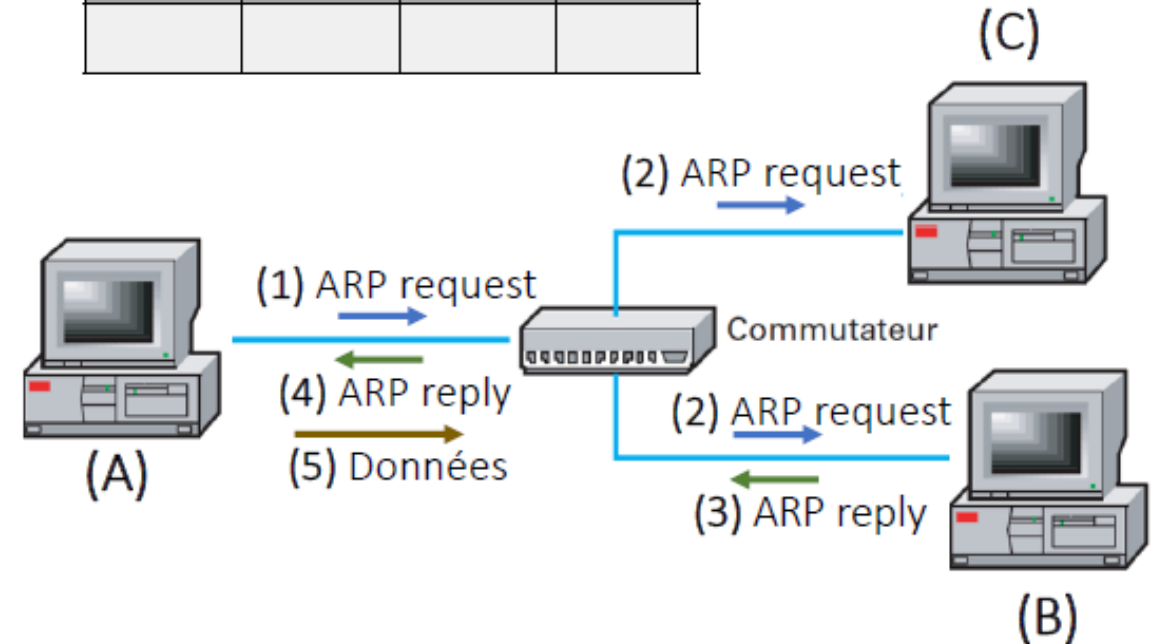 (C)
(2) ARP request
(1) ARP request
Commutateur
(4) ARP reply
(2) ARP request
(A)
(5) Données
(3) ARP reply
(B)